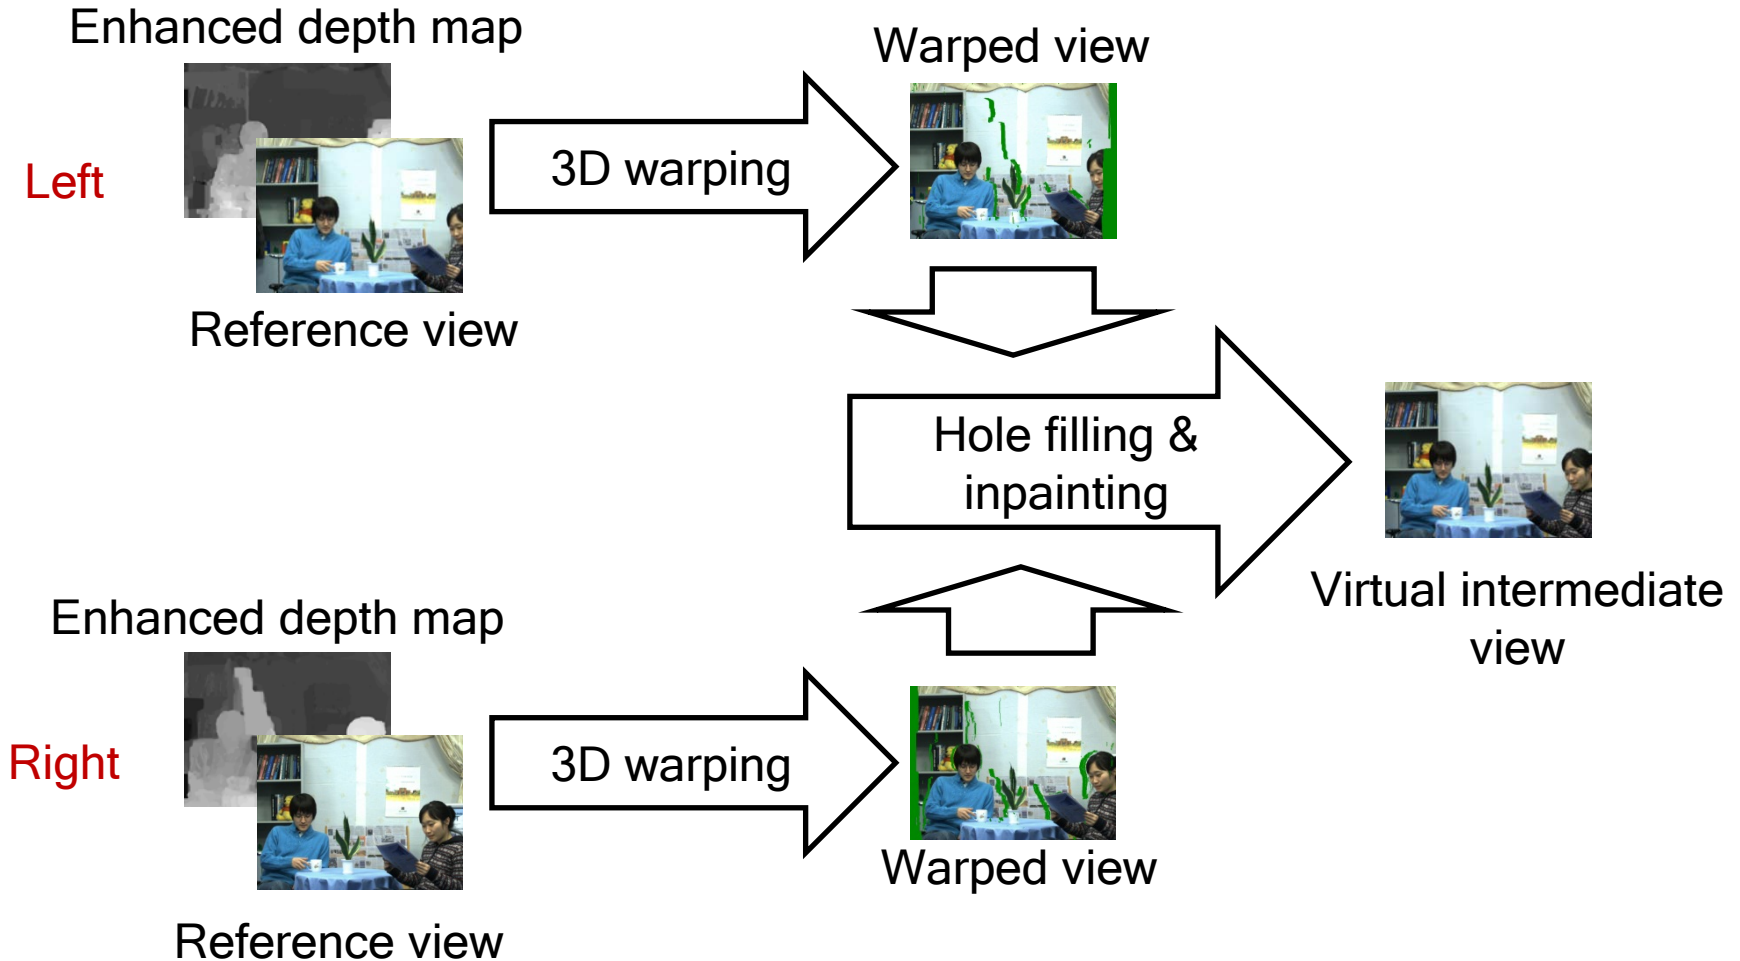 Enhanced depth map
Warped view
3D warping
Left
Reference view
Hole filling &
inpainting
Virtual intermediate
view
Enhanced depth map
Right
3D warping
Warped view
Reference view